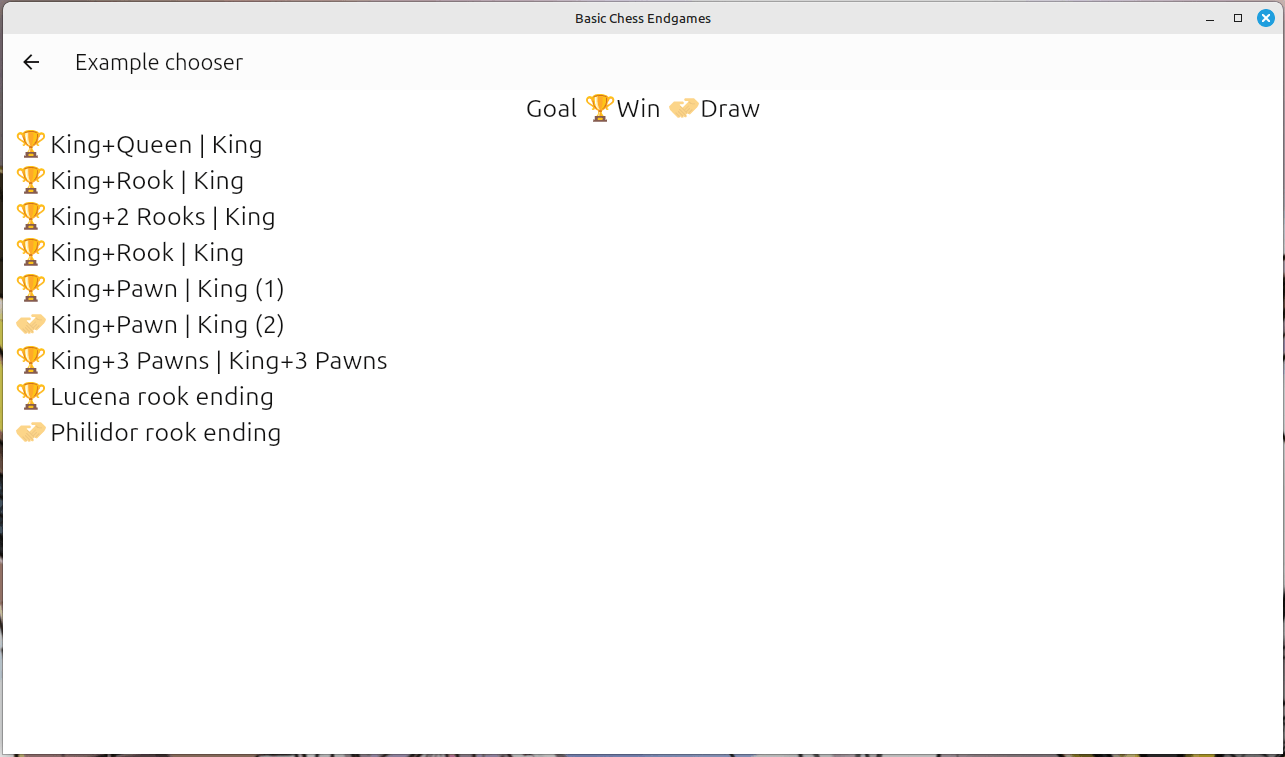 Basic Chess Endgames
Example chooser
Goal 🏆Win 🤝Draw
🏆King+Queen | King
🏆King+Rook | King
🏆King+2 Rooks | King
🏆King+Rook | King
🏆King+Pawn | King (1)
🤝King+Pawn | King (2)
🏆King+3 Pawns | King+3 Pawns
🏆Lucena rook ending
🤝Philidor rook ending